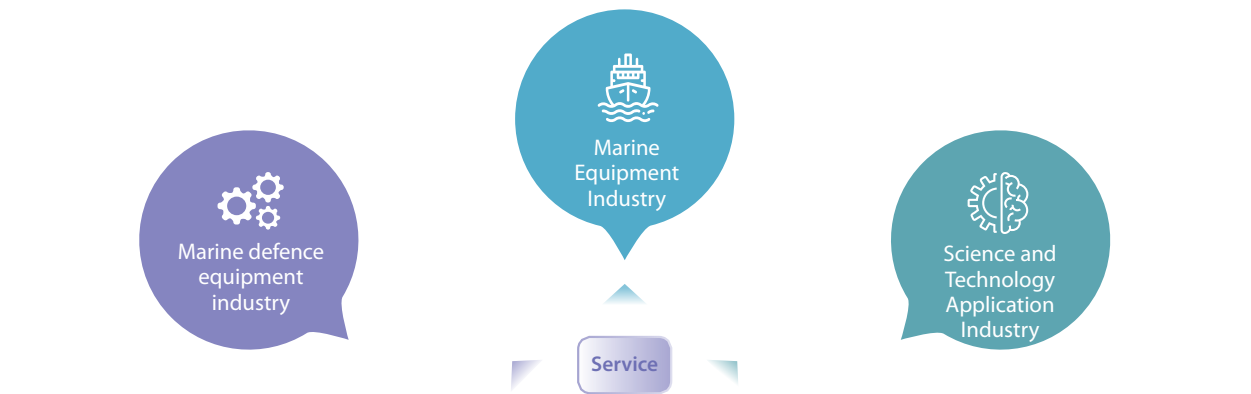 Marine
Equipment
Industry
Marine defence
equipment
industry
Science and
Technology
Application
Industry
Service